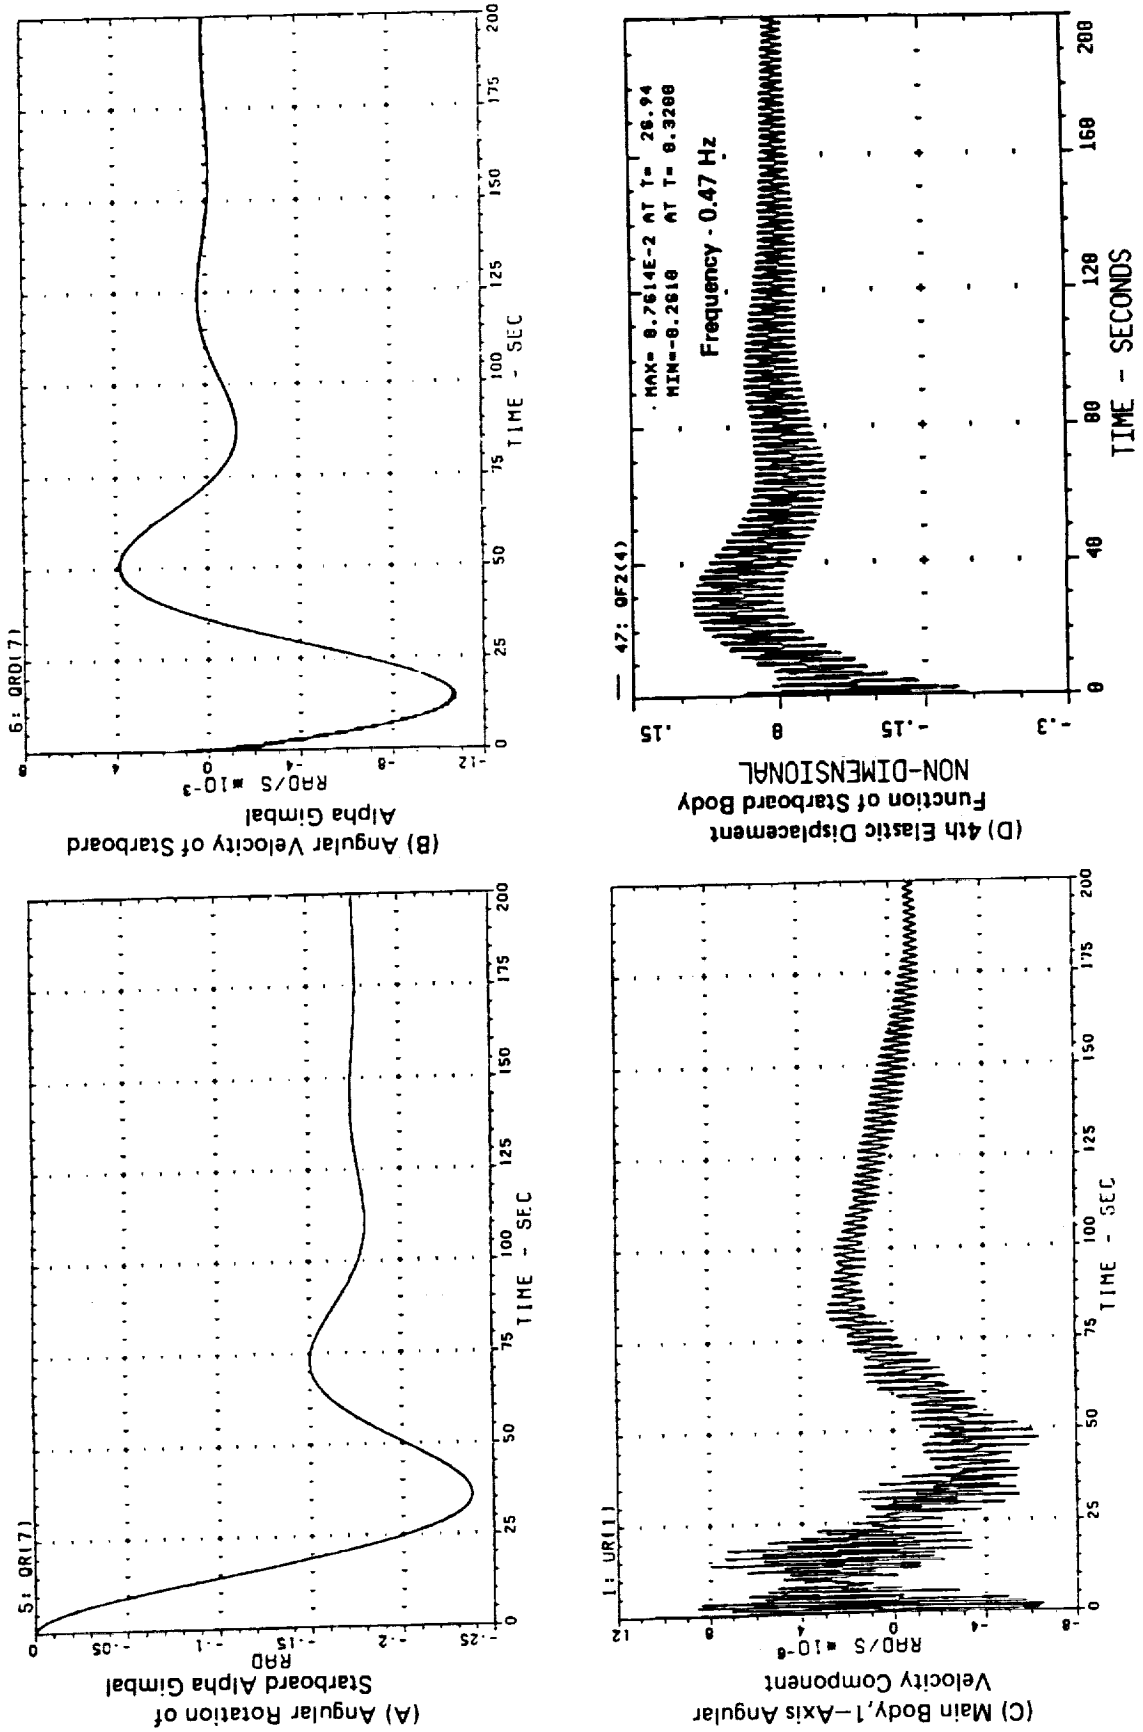 5: QR(7)
0
-.05
-.1
-.15
-.2
-.25
RAD
(A) Angular Rotation of
Starboard Alpha Gimbal
0
25
50
75
100
125
150
175
200
TIME - SEC
6: QRD(7)
8
4
0
-4
-8
-12
RAD/S *10-3
(B) Angular Velocity of Starboard
Alpha Gimbal
0
25
50
75
100
125
150
175
200
TIME - SEC
1: UR(1)
12
8
4
0
-4
-8
RAD/S *10-6
(C) Main Body, 1-Axis Angular
Velocity Component
0
25
50
75
100
125
150
175
200
TIME - SEC
47: QF2(4)
MAX= 8.7614E-2 AT T= 26.94
MIN=-0.2610 AT T= 0.3200
Frequency - 0.47 Hz
.15
0
-.15
-.3
NON-DIMENSIONAL
(D) 4th Elastic Displacement
Function of Starboard Body
0
40
80
120
160
200
TIME - SECONDS